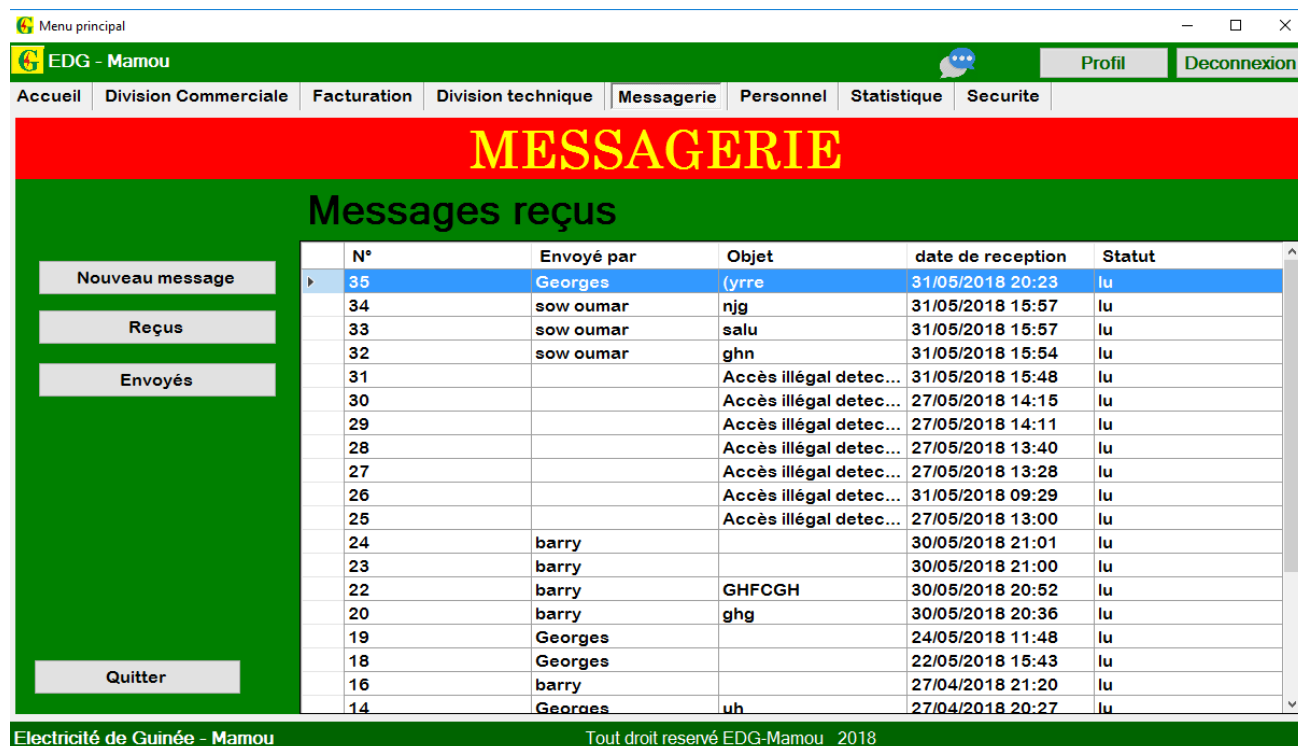 Menu principal
EDG - Mamou
Profil Deconnexion
Accueil Division Commerciale Facturation Division technique Messagerie Personnel Statistique Securite
MESSAGERIE
Messages reçus
Nouveau message
Reçus
Envoyés
Quitter
N° Envoyé par Objet date de reception Statut
35 Georges (yrre 31/05/2018 20:23 lu
34 sow oumar njg 31/05/2018 15:57 lu
33 sow oumar salu 31/05/2018 15:57 lu
32 sow oumar ghn 31/05/2018 15:54 lu
31 Accès illégal detec... 31/05/2018 15:48 lu
30 Accès illégal detec... 27/05/2018 14:15 lu
29 Accès illégal detec... 27/05/2018 14:11 lu
28 Accès illégal detec... 27/05/2018 13:40 lu
27 Accès illégal detec... 27/05/2018 13:28 lu
26 Accès illégal detec... 31/05/2018 09:29 lu
25 Accès illégal detec... 27/05/2018 13:00 lu
24 barry 30/05/2018 21:01 lu
23 barry 30/05/2018 21:00 lu
22 barry GHFCGH 30/05/2018 20:52 lu
20 barry ghg 30/05/2018 20:36 lu
19 Georges 24/05/2018 11:48 lu
18 Georges 22/05/2018 15:43 lu
16 barry 27/04/2018 21:20 lu
14 Georges uh 27/04/2018 20:27 lu
Electricité de Guinée - Mamou
Tout droit reservé EDG-Mamou 2018